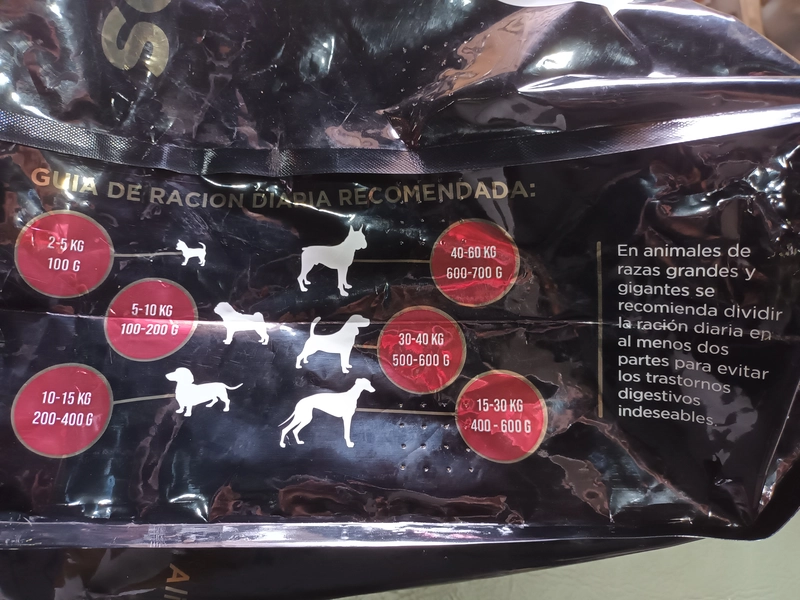 OS
GUIA DE RACION DIARIA RECOMENDADA:
2-5 KG
100 G
5-10 KG
100-200 G
10-15 KG
200-400 G
40-60 KG
600-700 G
30-40 KG
500-600 G
15-30 KG
400 - 600 G
En animales de
razas grandes y
gigantes se
recomienda dividir
la ración diaria en
al menos dos
partes para evitar
los trastornos
digestivos
indeseables.